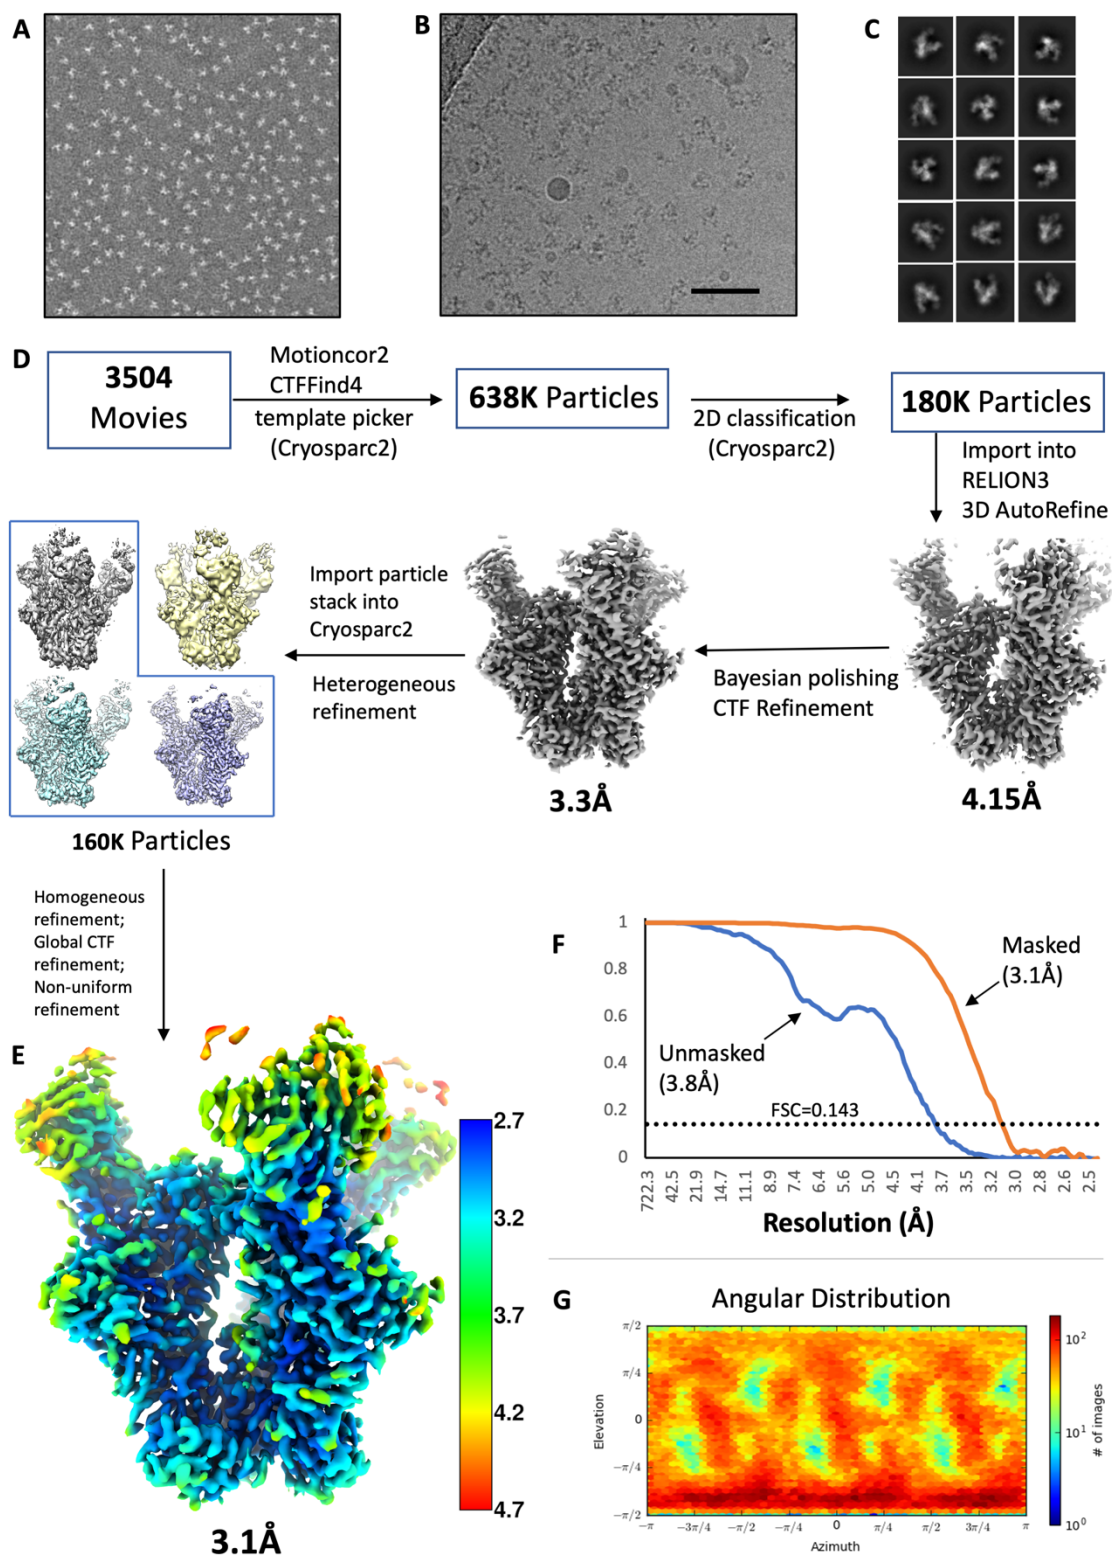 A
B
C
D
3504
Movies
Motioncor2
CTFFind4
template picker
(Cryosparc2)
638K Particles
2D classification
(Cryosparc2)
180K Particles
Import into
RELION3
3D AutoRefine
Import particle
stack into
Cryosparc2
Heterogeneous
refinement
Bayesian polishing
CTF Refinement
3.3Å
4.15Å
160K Particles
Homogeneous
refinement;
Global CTF
refinement;
Non-uniform
refinement
E
2.7
3.2
3.7
4.2
4.7
3.1Å
F
1
0.8
0.6
0.4
0.2
0
Masked
(3.1Å)
Unmasked
(3.8Å)
FSC=0.143
722.3
42.5
21.9
14.7
11.1
8.9
7.4
6.4
5.6
5.0
4.5
4.1
3.7
3.5
3.2
3.0
2.8
2.6
2.5
Resolution (Å)
G
Angular Distribution
π/2
π/4
0
−π/4
−π/2
Elevation
−π
−3π/4
−π/2
−π/4
0
π/4
π/2
3π/4
π
Azimuth
10²
10¹
10⁰
# of images